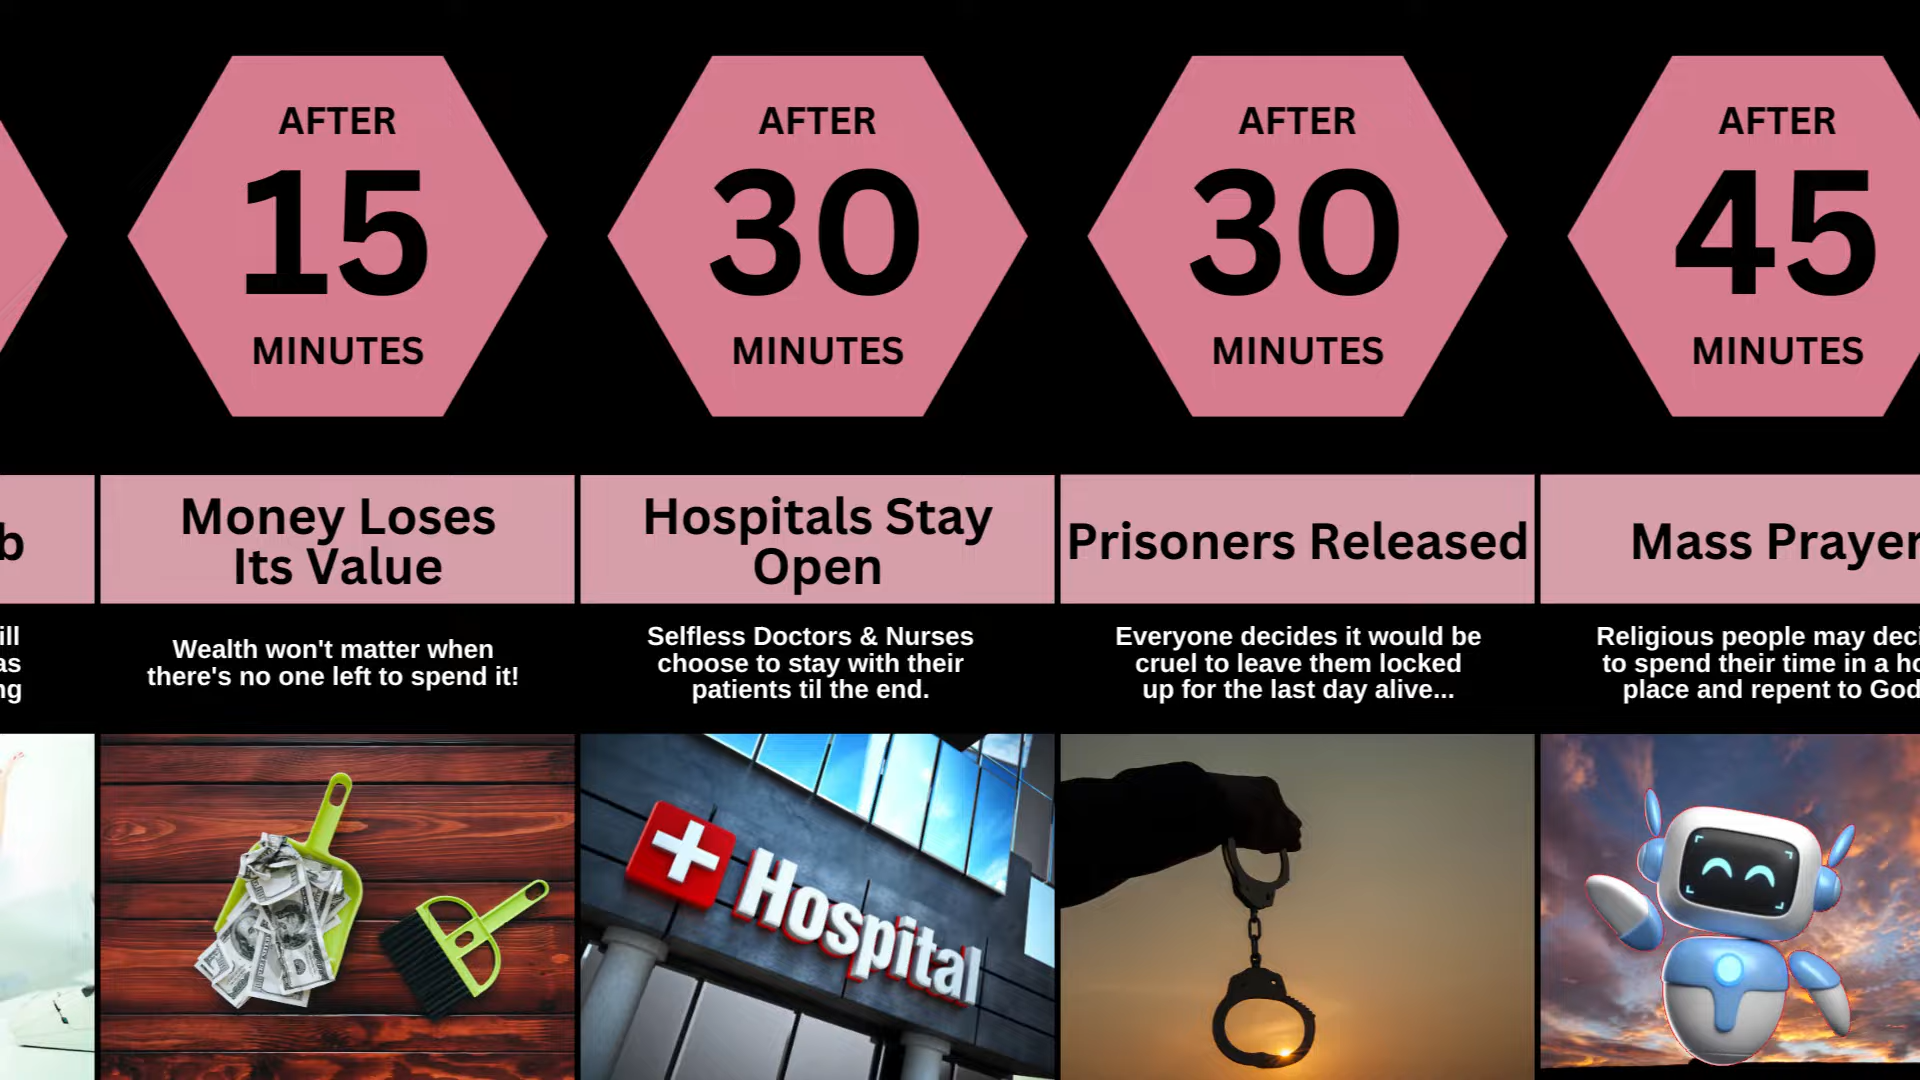 AFTER
15
MINUTES
Money Loses
Its Value
Wealth won't matter when
there's no one left to spend it!
AFTER
30
MINUTES
Hospitals Stay
Open
Selfless Doctors & Nurses
choose to stay with their
patients til the end.
Hospital
AFTER
30
MINUTES
Prisoners Released
Everyone decides it would be
cruel to leave them locked
up for the last day alive...
AFTER
45
MINUTES
Mass Prayer
Religious people may
to spend their time in a
place and repent to God